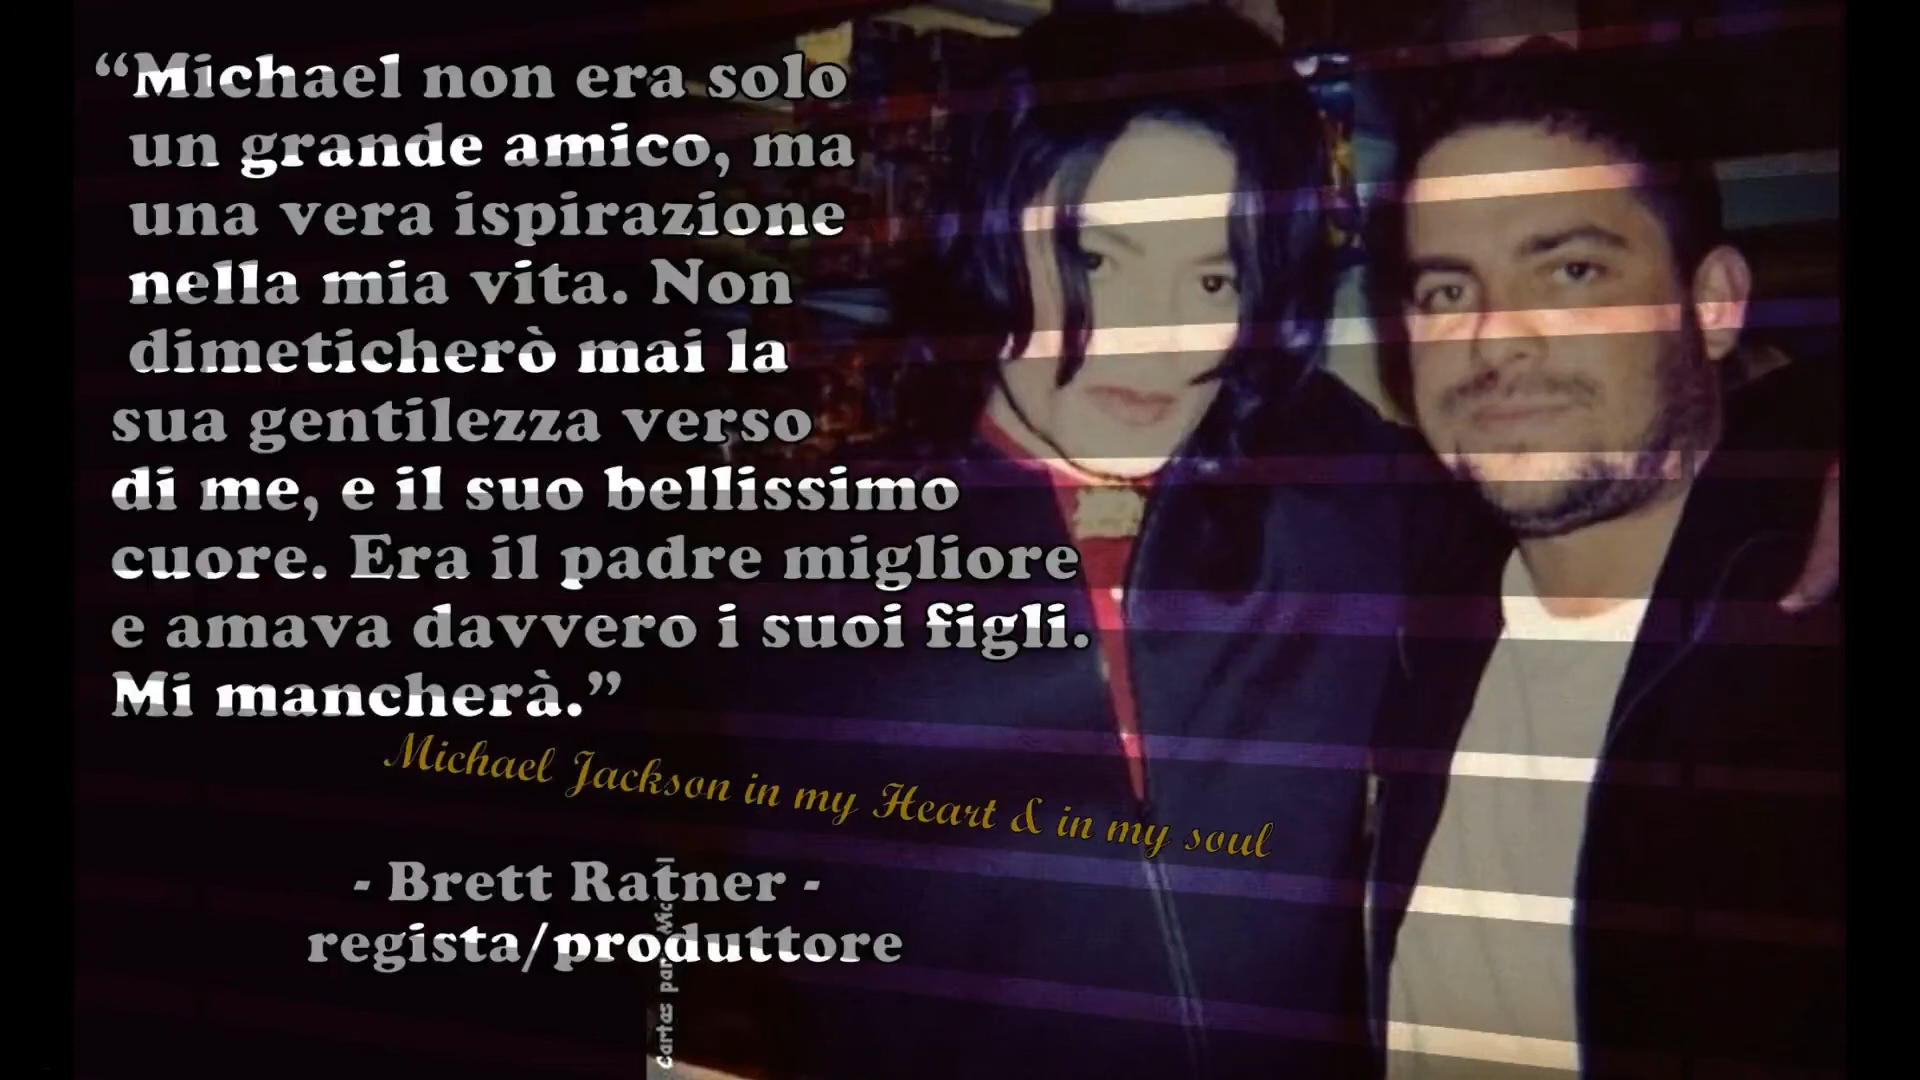 “Michael non era solo
un grande amico, ma
una vera ispirazione
nella mia vita. Non
dimeticherò mai la
sua gentilezza verso
di me, e il suo bellissimo
cuore. Era il padre migliore
e amava davvero i suoi figli.
Mi mancherà.”
Michael Jackson in my Heart & in my soul
- Brett Ratner -
regista/produttore
Cartas par